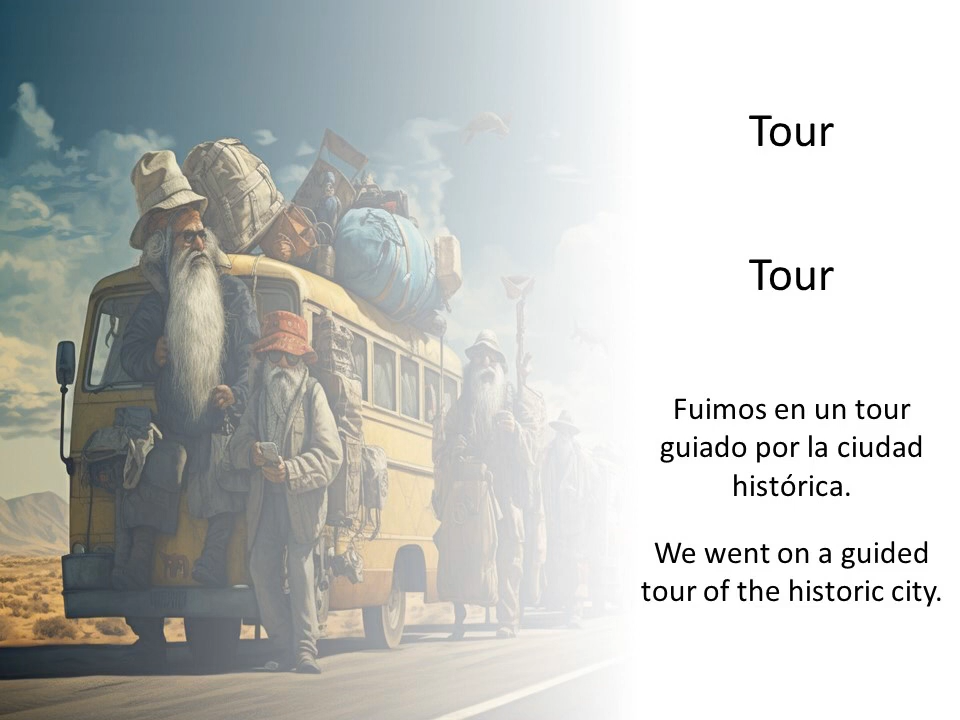 Tour
Tour
Fuimos en un tour
guiado por la ciudad
histórica.
We went on a guided
tour of the historic city.